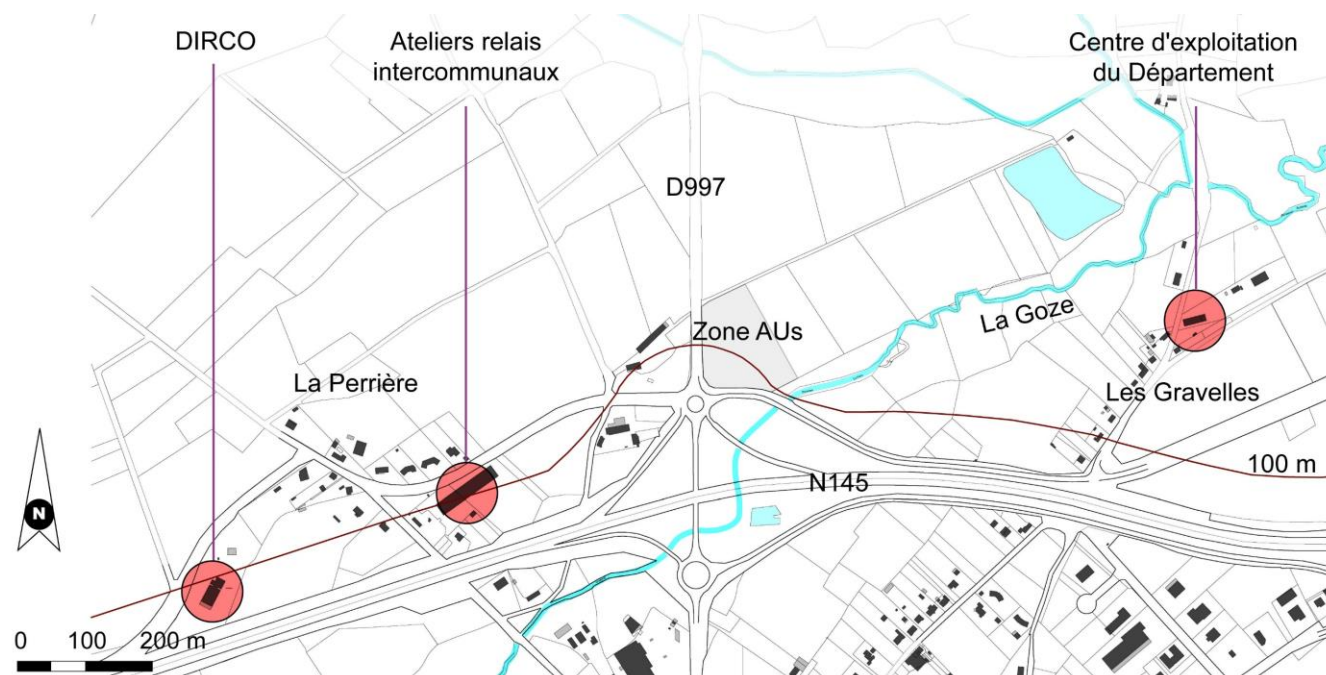 DIRCO
Ateliers relais
intercommunaux
Centre d'exploitation
du Département
D997
La Goze
Zone AUs
La Perrière
Les Gravelles
100 m
N145
N
0 100 200 m